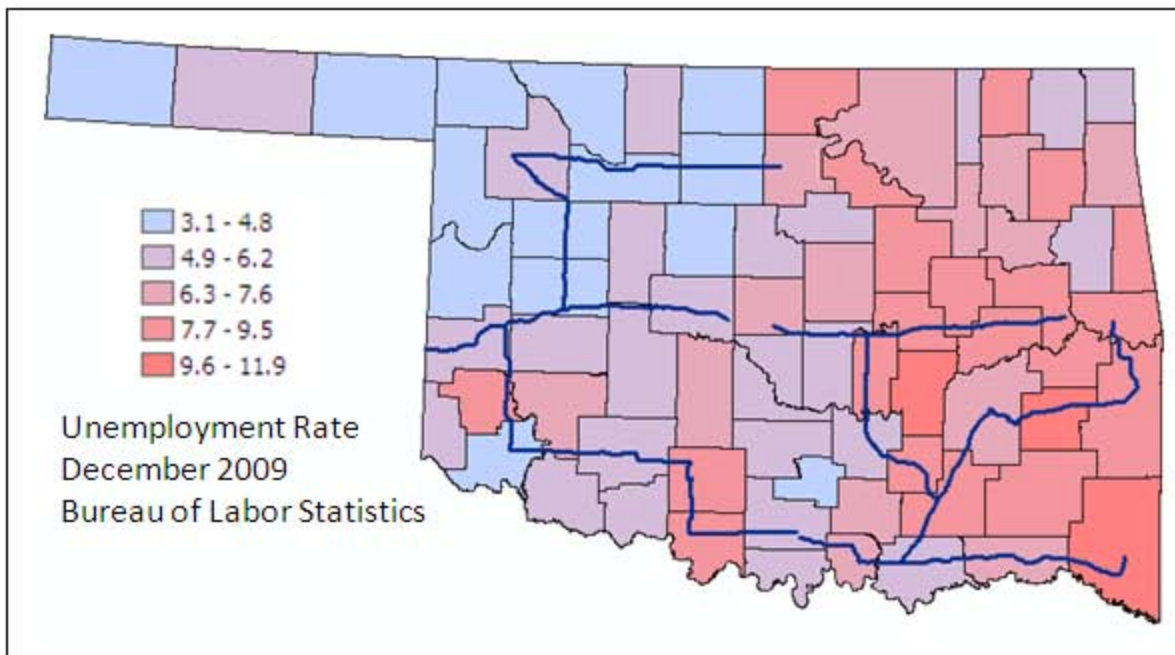 3.1 - 4.8
4.9 - 6.2
6.3 - 7.6
7.7 - 9.5
9.6 - 11.9
Unemployment Rate
December 2009
Bureau of Labor Statistics